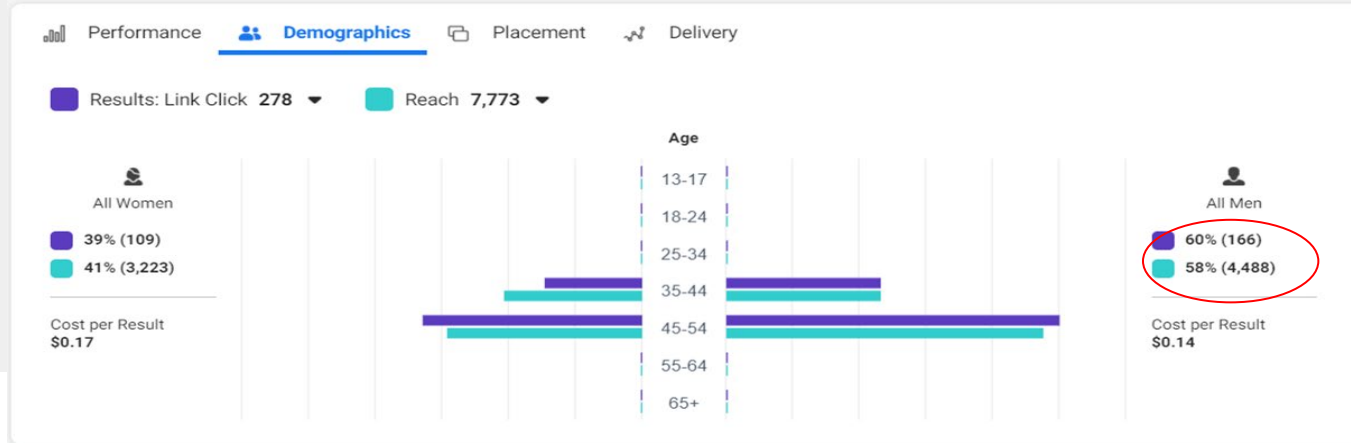 Performance Demographics Placement Delivery
Results: Link Click 278 Reach 7,773
Age
All Women
39% (109)
41% (3,223)
Cost per Result
$0.17
13-17
18-24
25-34
35-44
45-54
55-64
65+
All Men
60% (166)
58% (4,488)
Cost per Result
$0.14